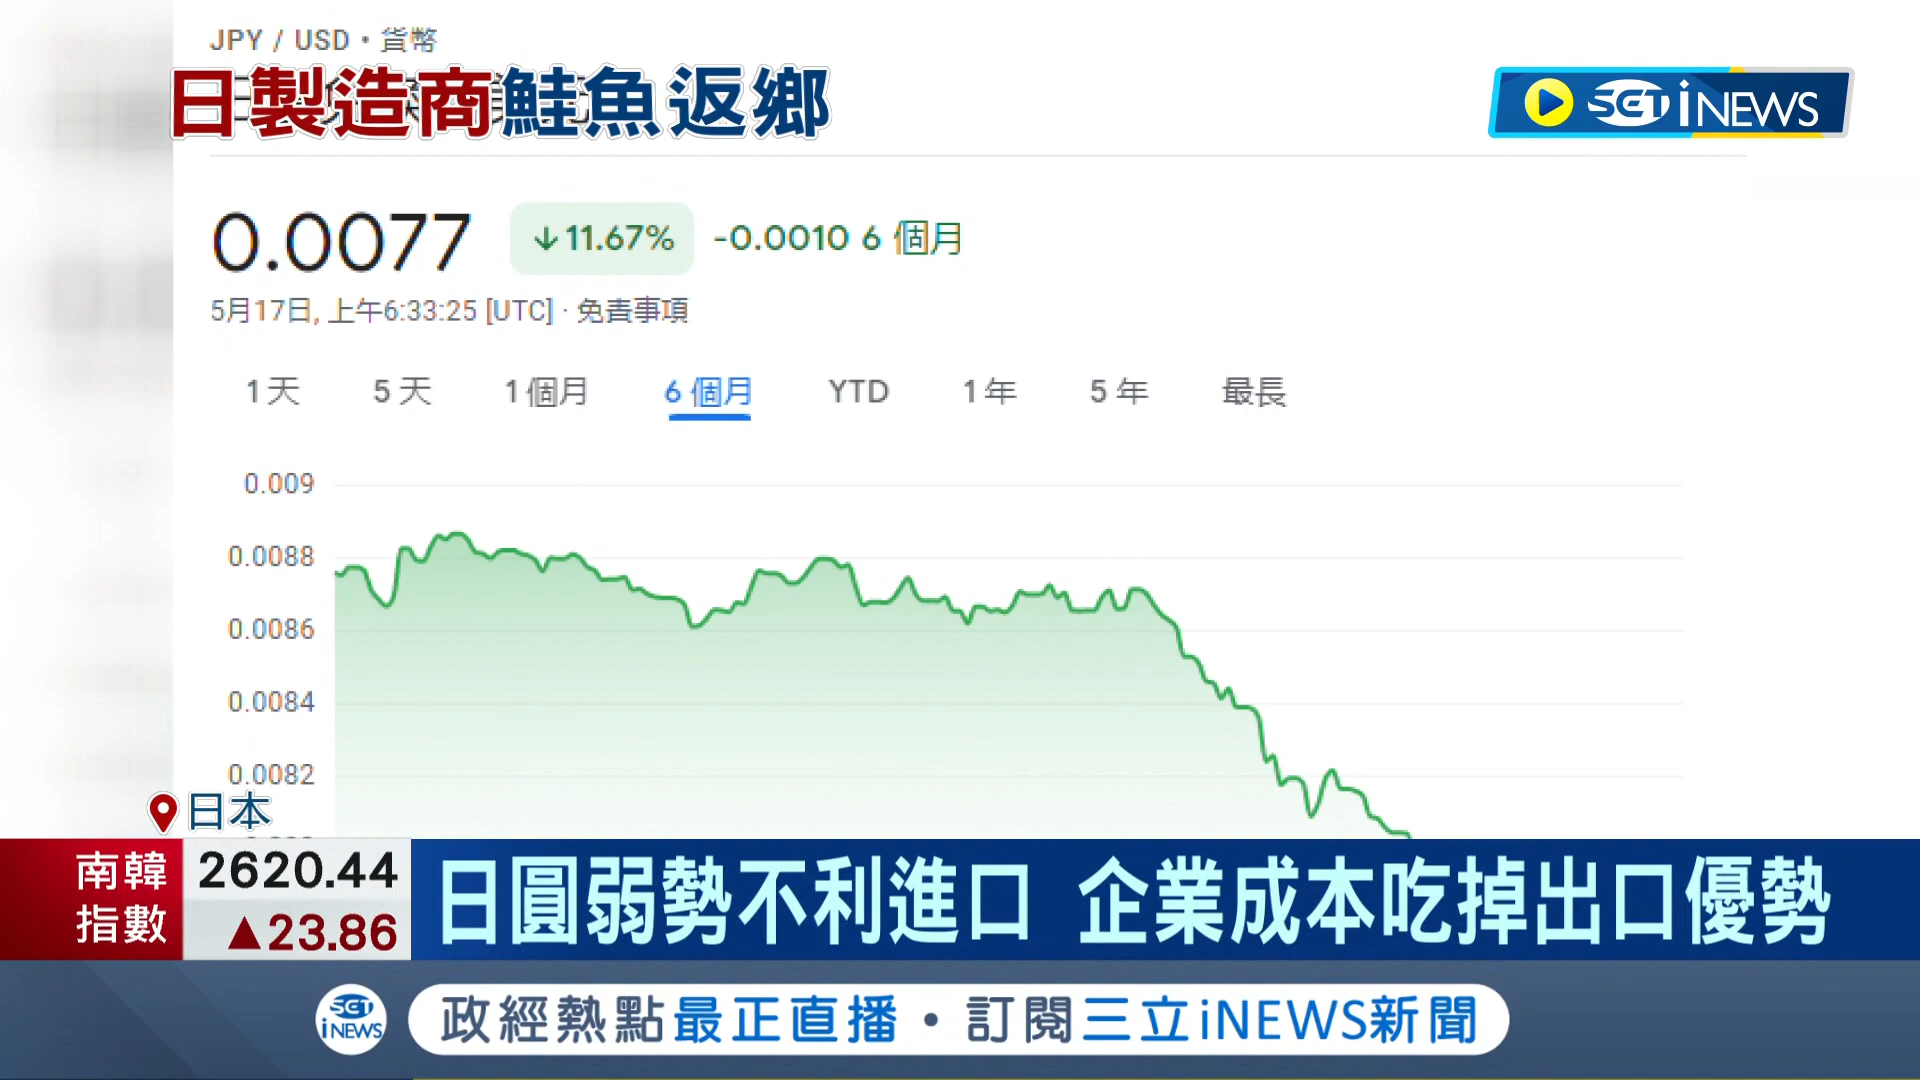 JPY / USD・貨幣
日製造商鮭魚返鄉
SET iNEWS
0.0077 ↓11.67% -0.0010 6 個月
5月17日, 上午6:33:25 [UTC] · 免責事項
1 天 5 天 1 個月 6 個月 YTD 1 年 5 年 最長
0.009
0.0088
0.0086
0.0084
0.0082
日本
南韓指數 2620.44
▲23.86
日圓弱勢不利進口 企業成本吃掉出口優勢
SET iNEWS
政經熱點最正直播・訂閱三立iNEWS新聞